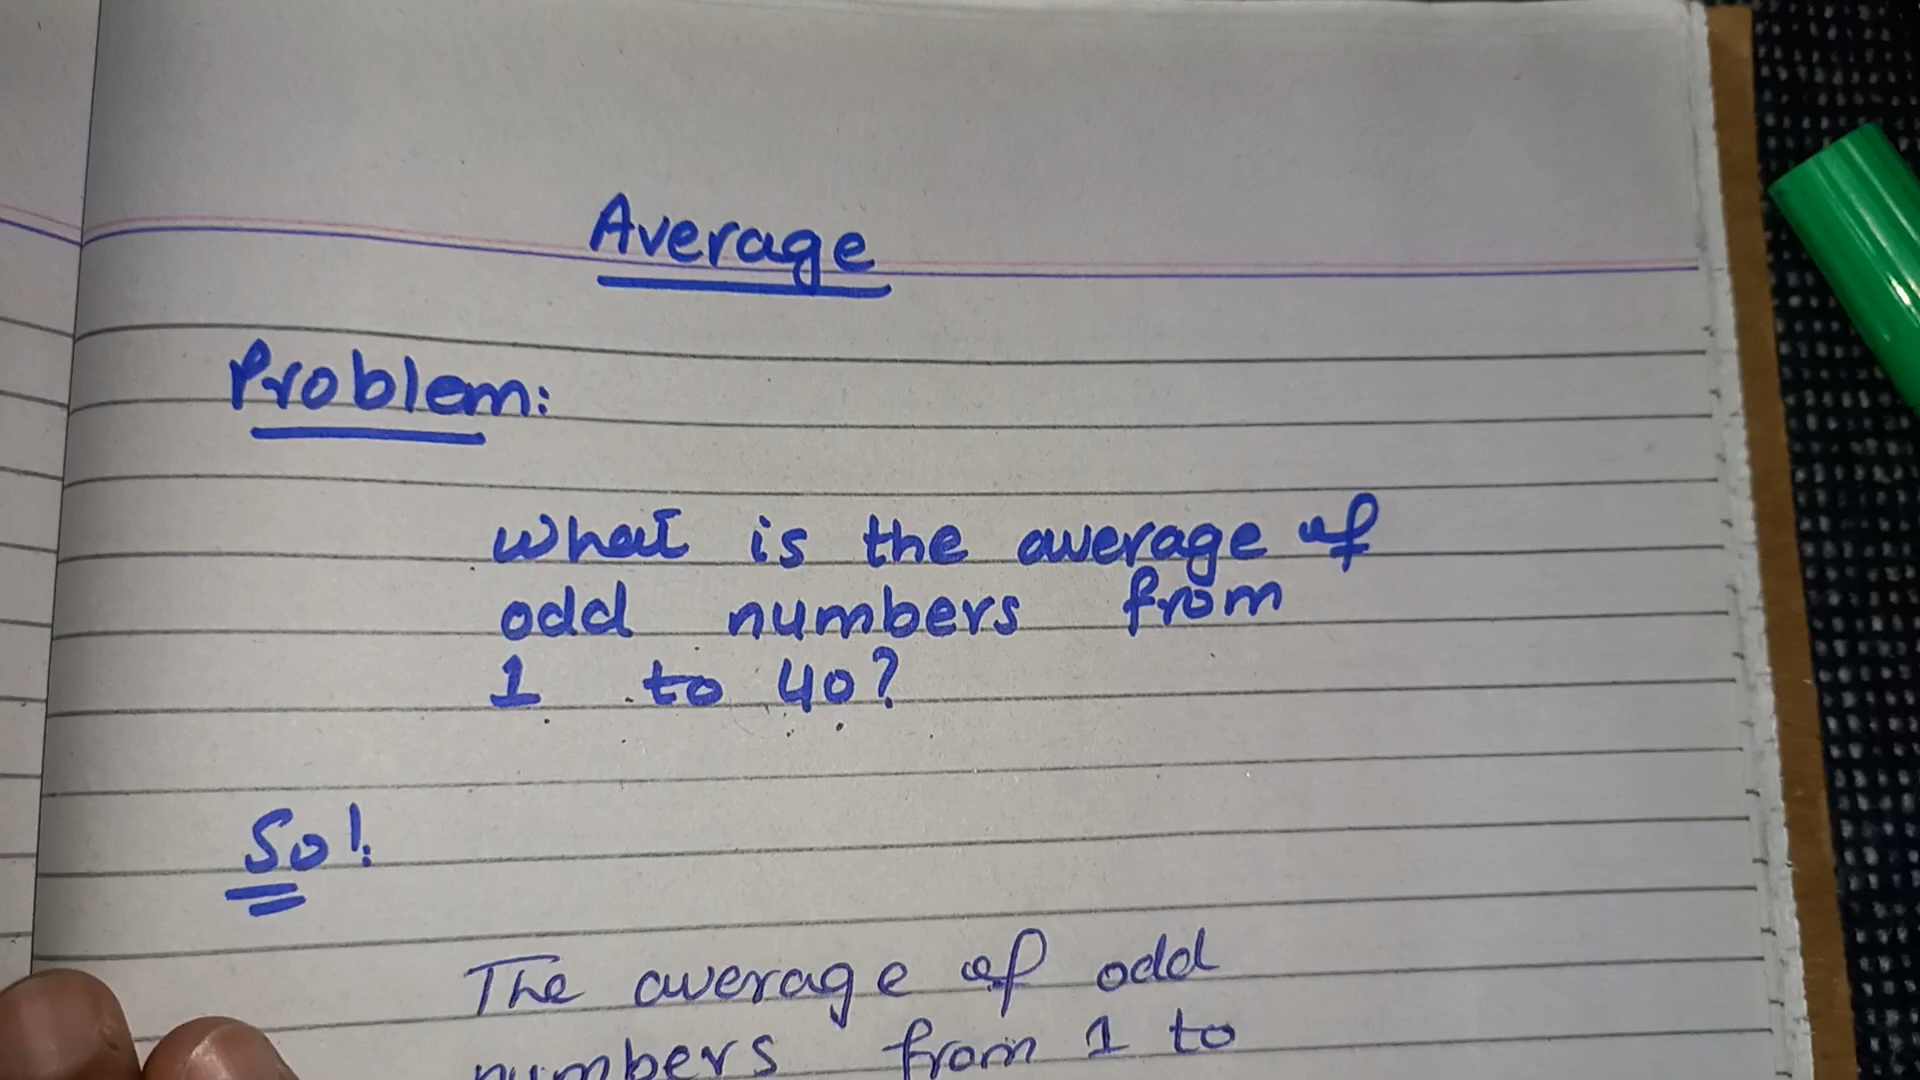 Average
Problem:
What is the average of
odd numbers from
1 to 40?
Sol:
The average of odd
numbers from 1 to